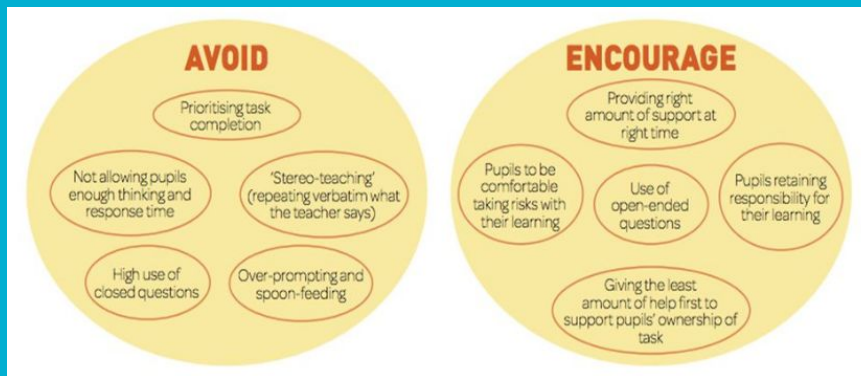 AVOID
Prioritising task
completion
Not allowing pupils
enough thinking and
response time
‘Stereo-teaching’
(repeating verbatim what
the teacher says)
High use of
closed questions
Over-prompting and
spoon-feeding
ENCOURAGE
Providing right
amount of support at
right time
Pupils to be
comfortable
taking risks with
their learning
Use of
open-ended
questions
Pupils retaining
responsibility for
their learning
Giving the least
amount of help first to
support pupils’ ownership of
task